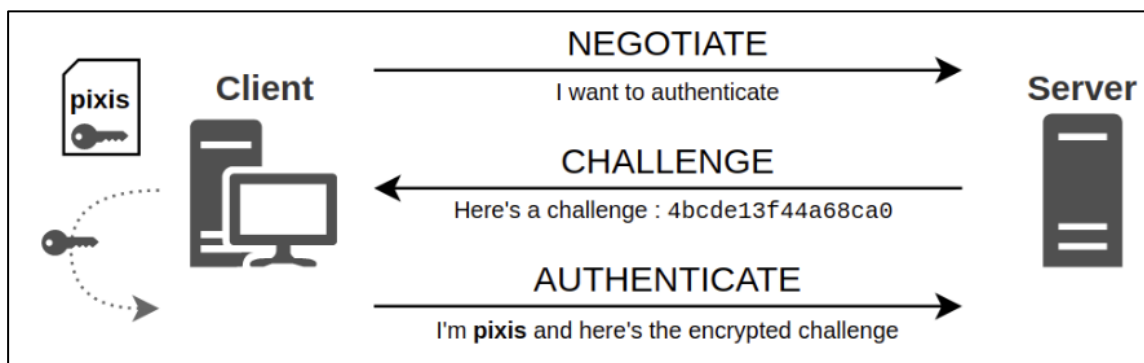 NEGOTIATE
I want to authenticate
pixis
Client
Server
CHALLENGE
Here's a challenge : 4bcde13f44a68ca0
AUTHENTICATE
I'm pixis and here's the encrypted challenge